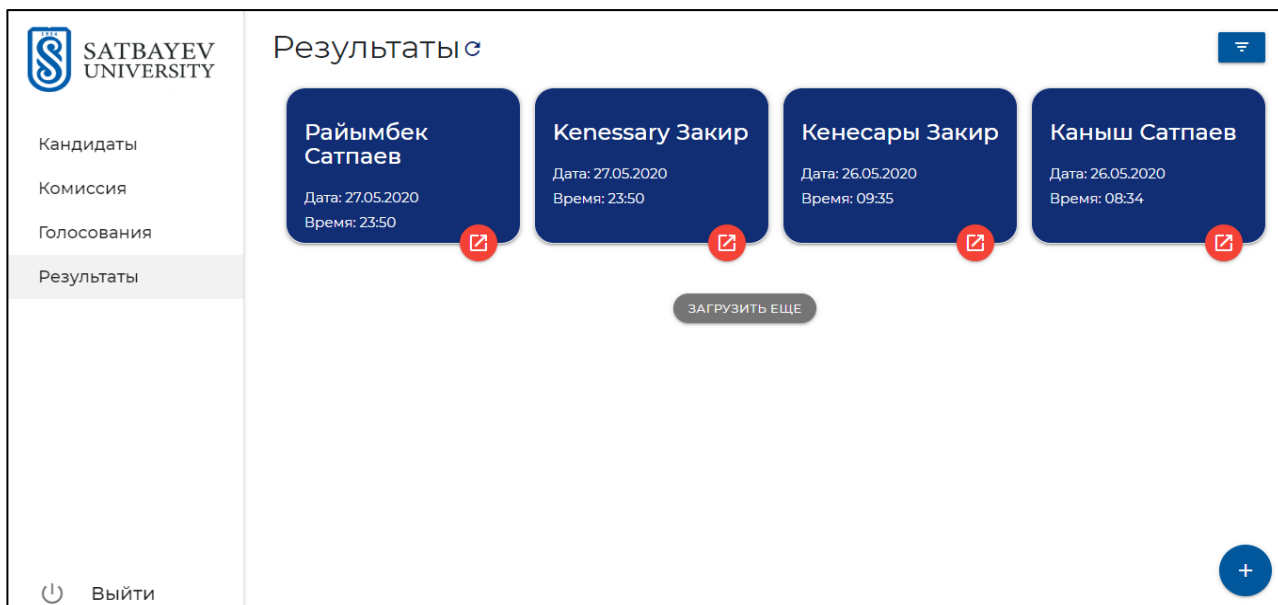 SATBAYEV
UNIVERSITY
Кандидаты
Комиссия
Голосования
Результаты
Выйти
Результаты
Райымбек
Сатпаев
Дата: 27.05.2020
Время: 23:50
Kenessary Закир
Дата: 27.05.2020
Время: 23:50
Кенесары Закир
Дата: 26.05.2020
Время: 09:35
Каныш Сатпаев
Дата: 26.05.2020
Время: 08:34
ЗАГРУЗИТЬ ЕЩЕ